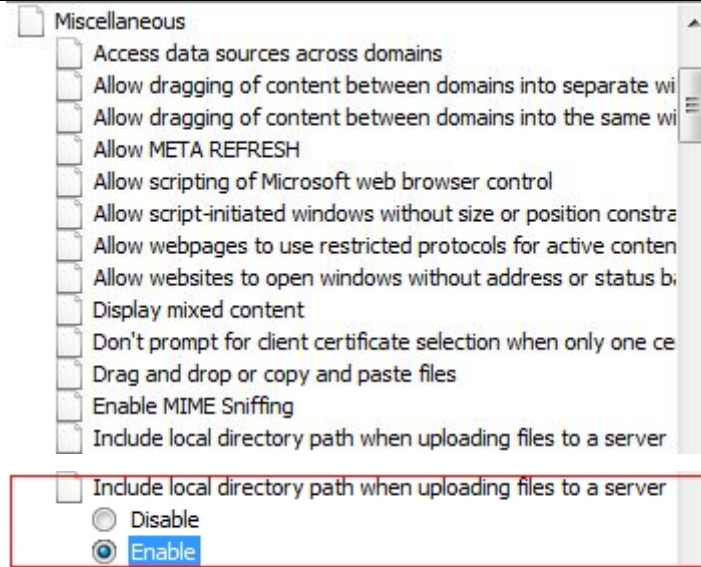 Miscellaneous
Access data sources across domains
Allow dragging of content between domains into separate wi
Allow dragging of content between domains into the same wi
Allow META REFRESH
Allow scripting of Microsoft web browser control
Allow script-initiated windows without size or position constra
Allow webpages to use restricted protocols for active conten
Allow websites to open windows without address or status ba
Display mixed content
Don't prompt for client certificate selection when only one ce
Drag and drop or copy and paste files
Enable MIME Sniffing
Include local directory path when uploading files to a server
Include local directory path when uploading files to a server
Disable
Enable